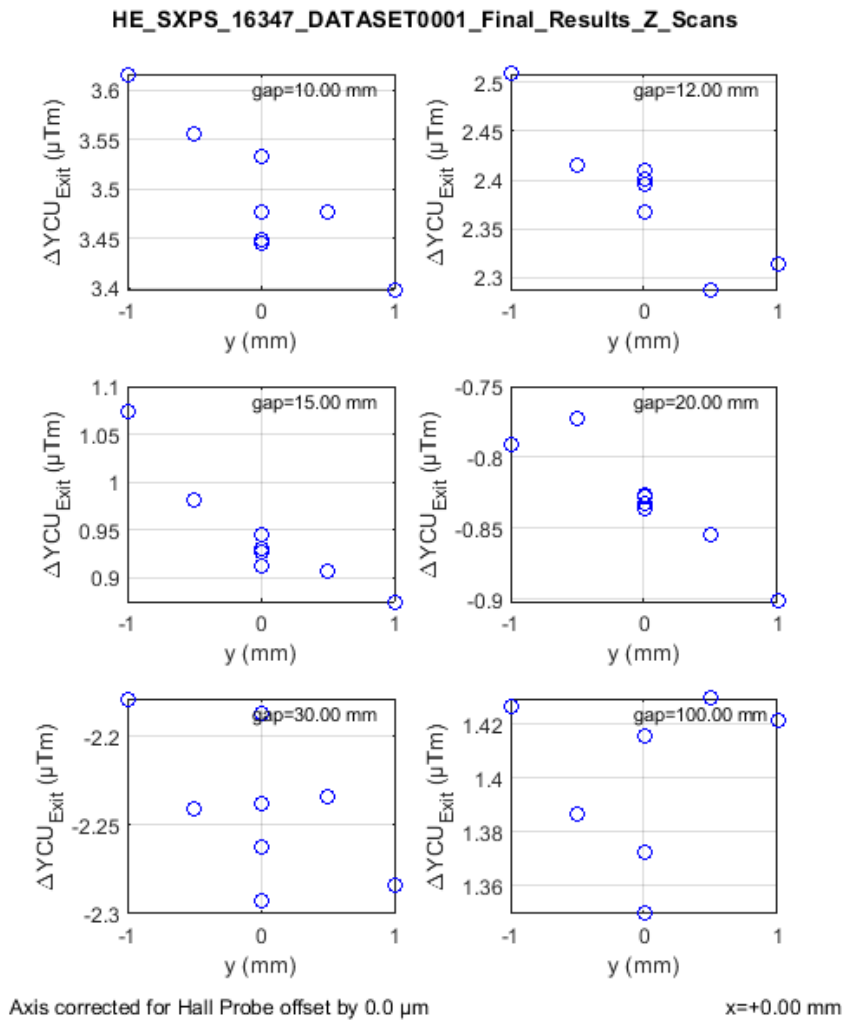 HE_SXPS_16347_DATASET0001_Final_Results_Z_Scans
gap=10.00 mm
3.6
3.55
3.5
3.45
3.4
ΔYCU_Exit (µTm)
-1 0 1
y (mm)
gap=12.00 mm
2.5
2.45
2.4
2.35
2.3
ΔYCU_Exit (µTm)
-1 0 1
y (mm)
gap=15.00 mm
1.1
1.05
1
0.95
0.9
ΔYCU_Exit (µTm)
-1 0 1
y (mm)
gap=20.00 mm
-0.75
-0.8
-0.85
-0.9
ΔYCU_Exit (µTm)
-1 0 1
y (mm)
gap=30.00 mm
-2.2
-2.25
-2.3
ΔYCU_Exit (µTm)
-1 0 1
y (mm)
gap=100.00 mm
1.42
1.4
1.38
1.36
ΔYCU_Exit (µTm)
-1 0 1
y (mm)
Axis corrected for Hall Probe offset by 0.0 µm
x=+0.00 mm